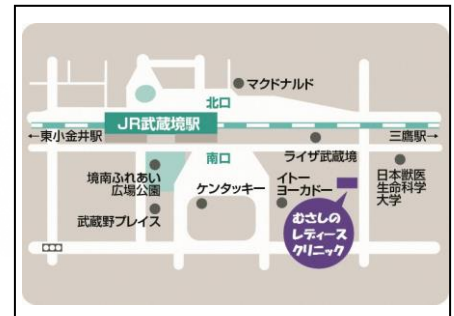 マクドナルド
北口
JR武蔵境駅
←東小金井駅
三鷹駅→
南口
ライザ武蔵境
境南ふれあい
広場公園
ケンタッキー
イトー
ヨーカドー
日本獣医
生命科学
大学
武蔵野プレイス
むさしの
レディース
クリニック